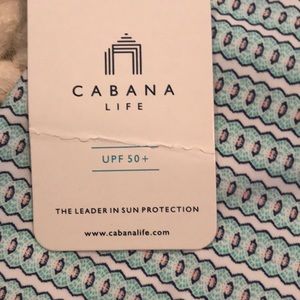 CABANA
LIFE
UPF 50+
THE LEADER IN SUN PROTECTION
www.cabanalife.com